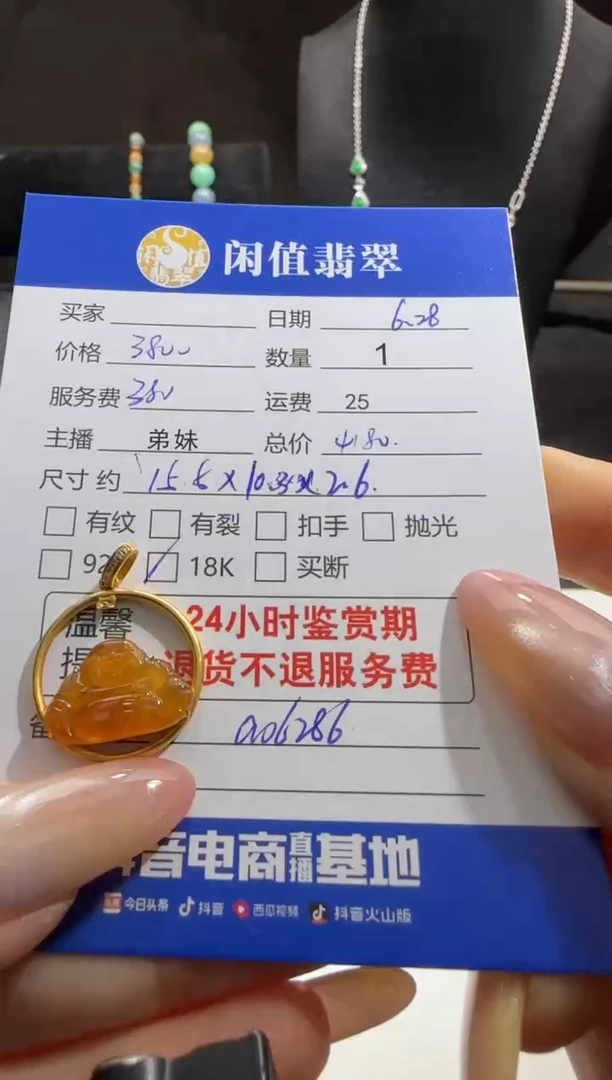 闲值翡翠
买家 日期 6.28
价格 3800 数量 1
服务费 380 运费 25
主播 弟妹 总价 4180.
尺寸 约
有纹 有裂 扣手 抛光
92 18K 买断
温馨 24小时鉴赏期
提 退货不退服务费
a06286
音电商直播基地
今日头条 抖音 西瓜视频 抖音火山版